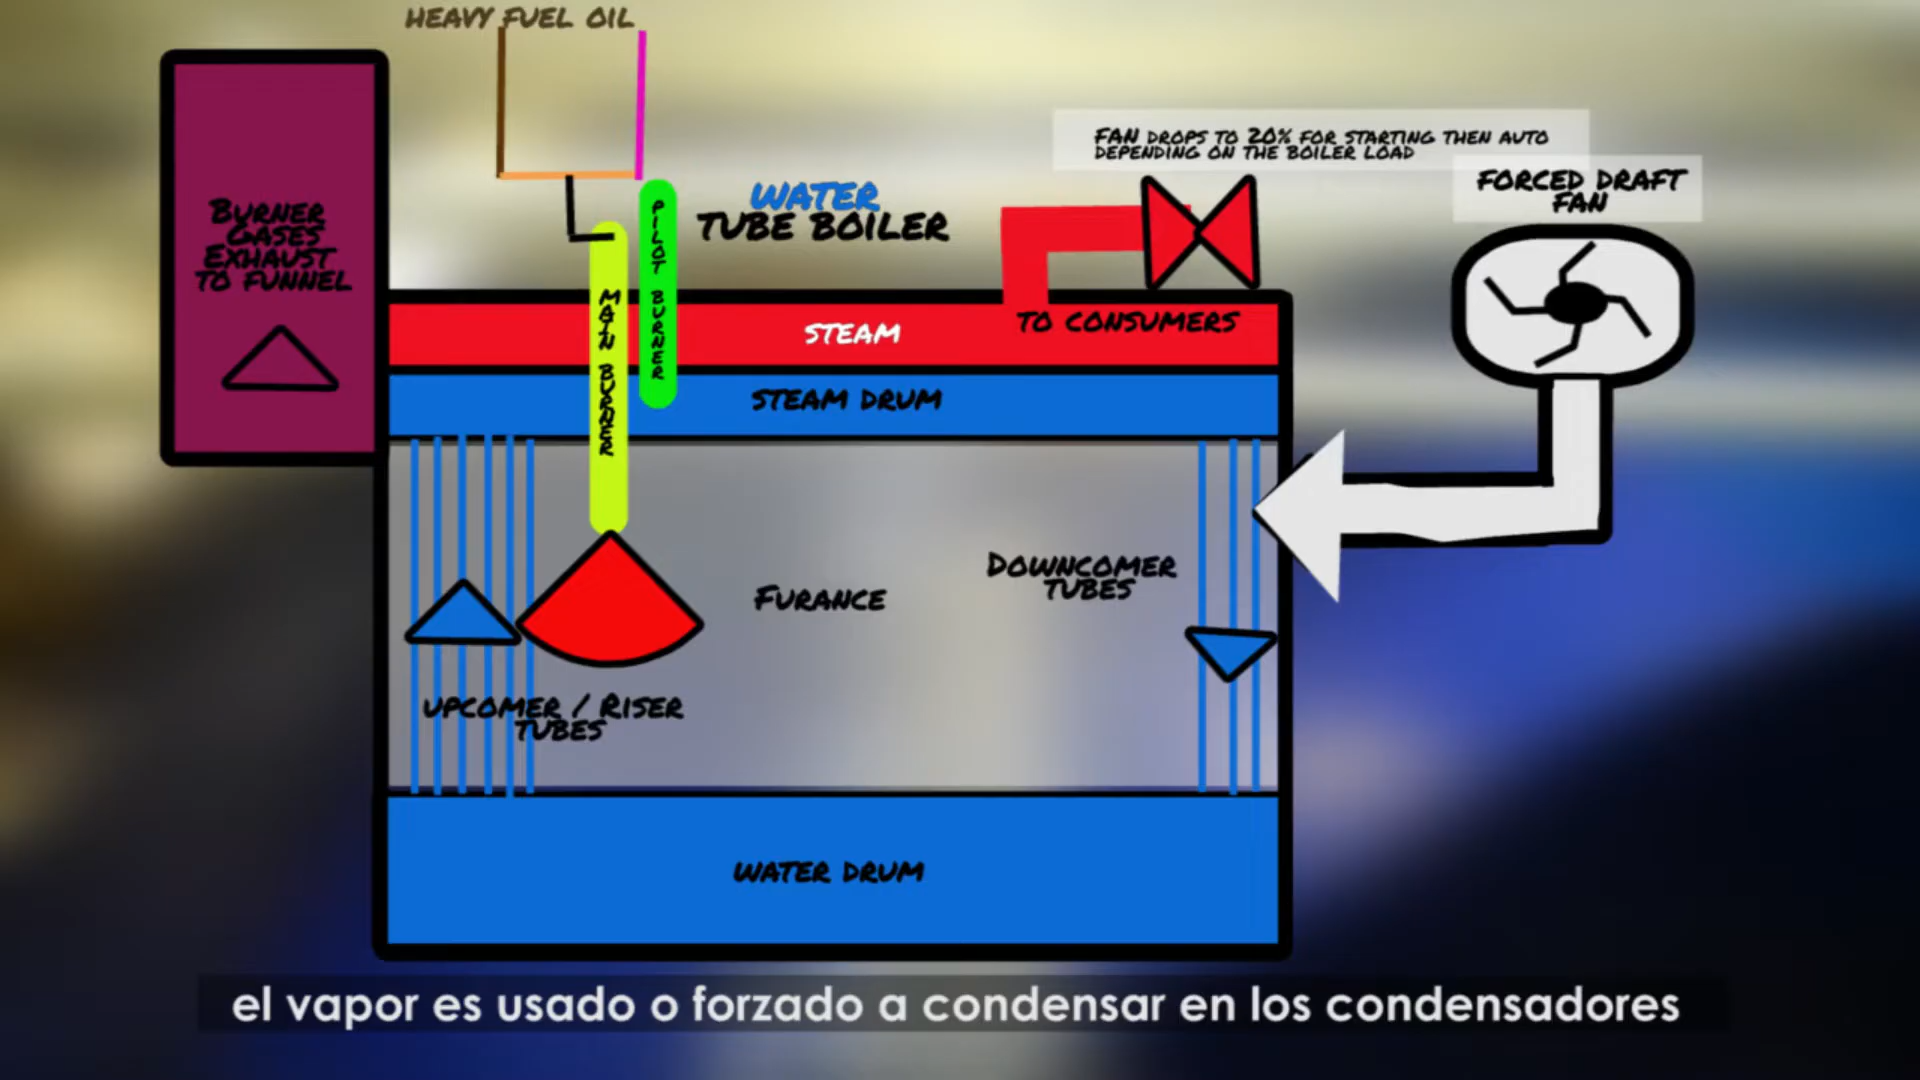 HEAVY FUEL OIL
FAN DROPS TO 20% FOR STARTING THEN AUTO
DEPENDING ON THE BOILER LOAD
FORCED DRAFT
FAN
BURNER
GASES
EXHAUST
TO FUNNEL
WATER
TUBE BOILER
PILOT BURNER
MAIN BURNER
STEAM
TO CONSUMERS
STEAM DRUM
DOWNCOMER
TUBES
FURANCE
UPCOMER / RISER
TUBES
WATER DRUM
el vapor es usado o forzado a condensar en los condensadores